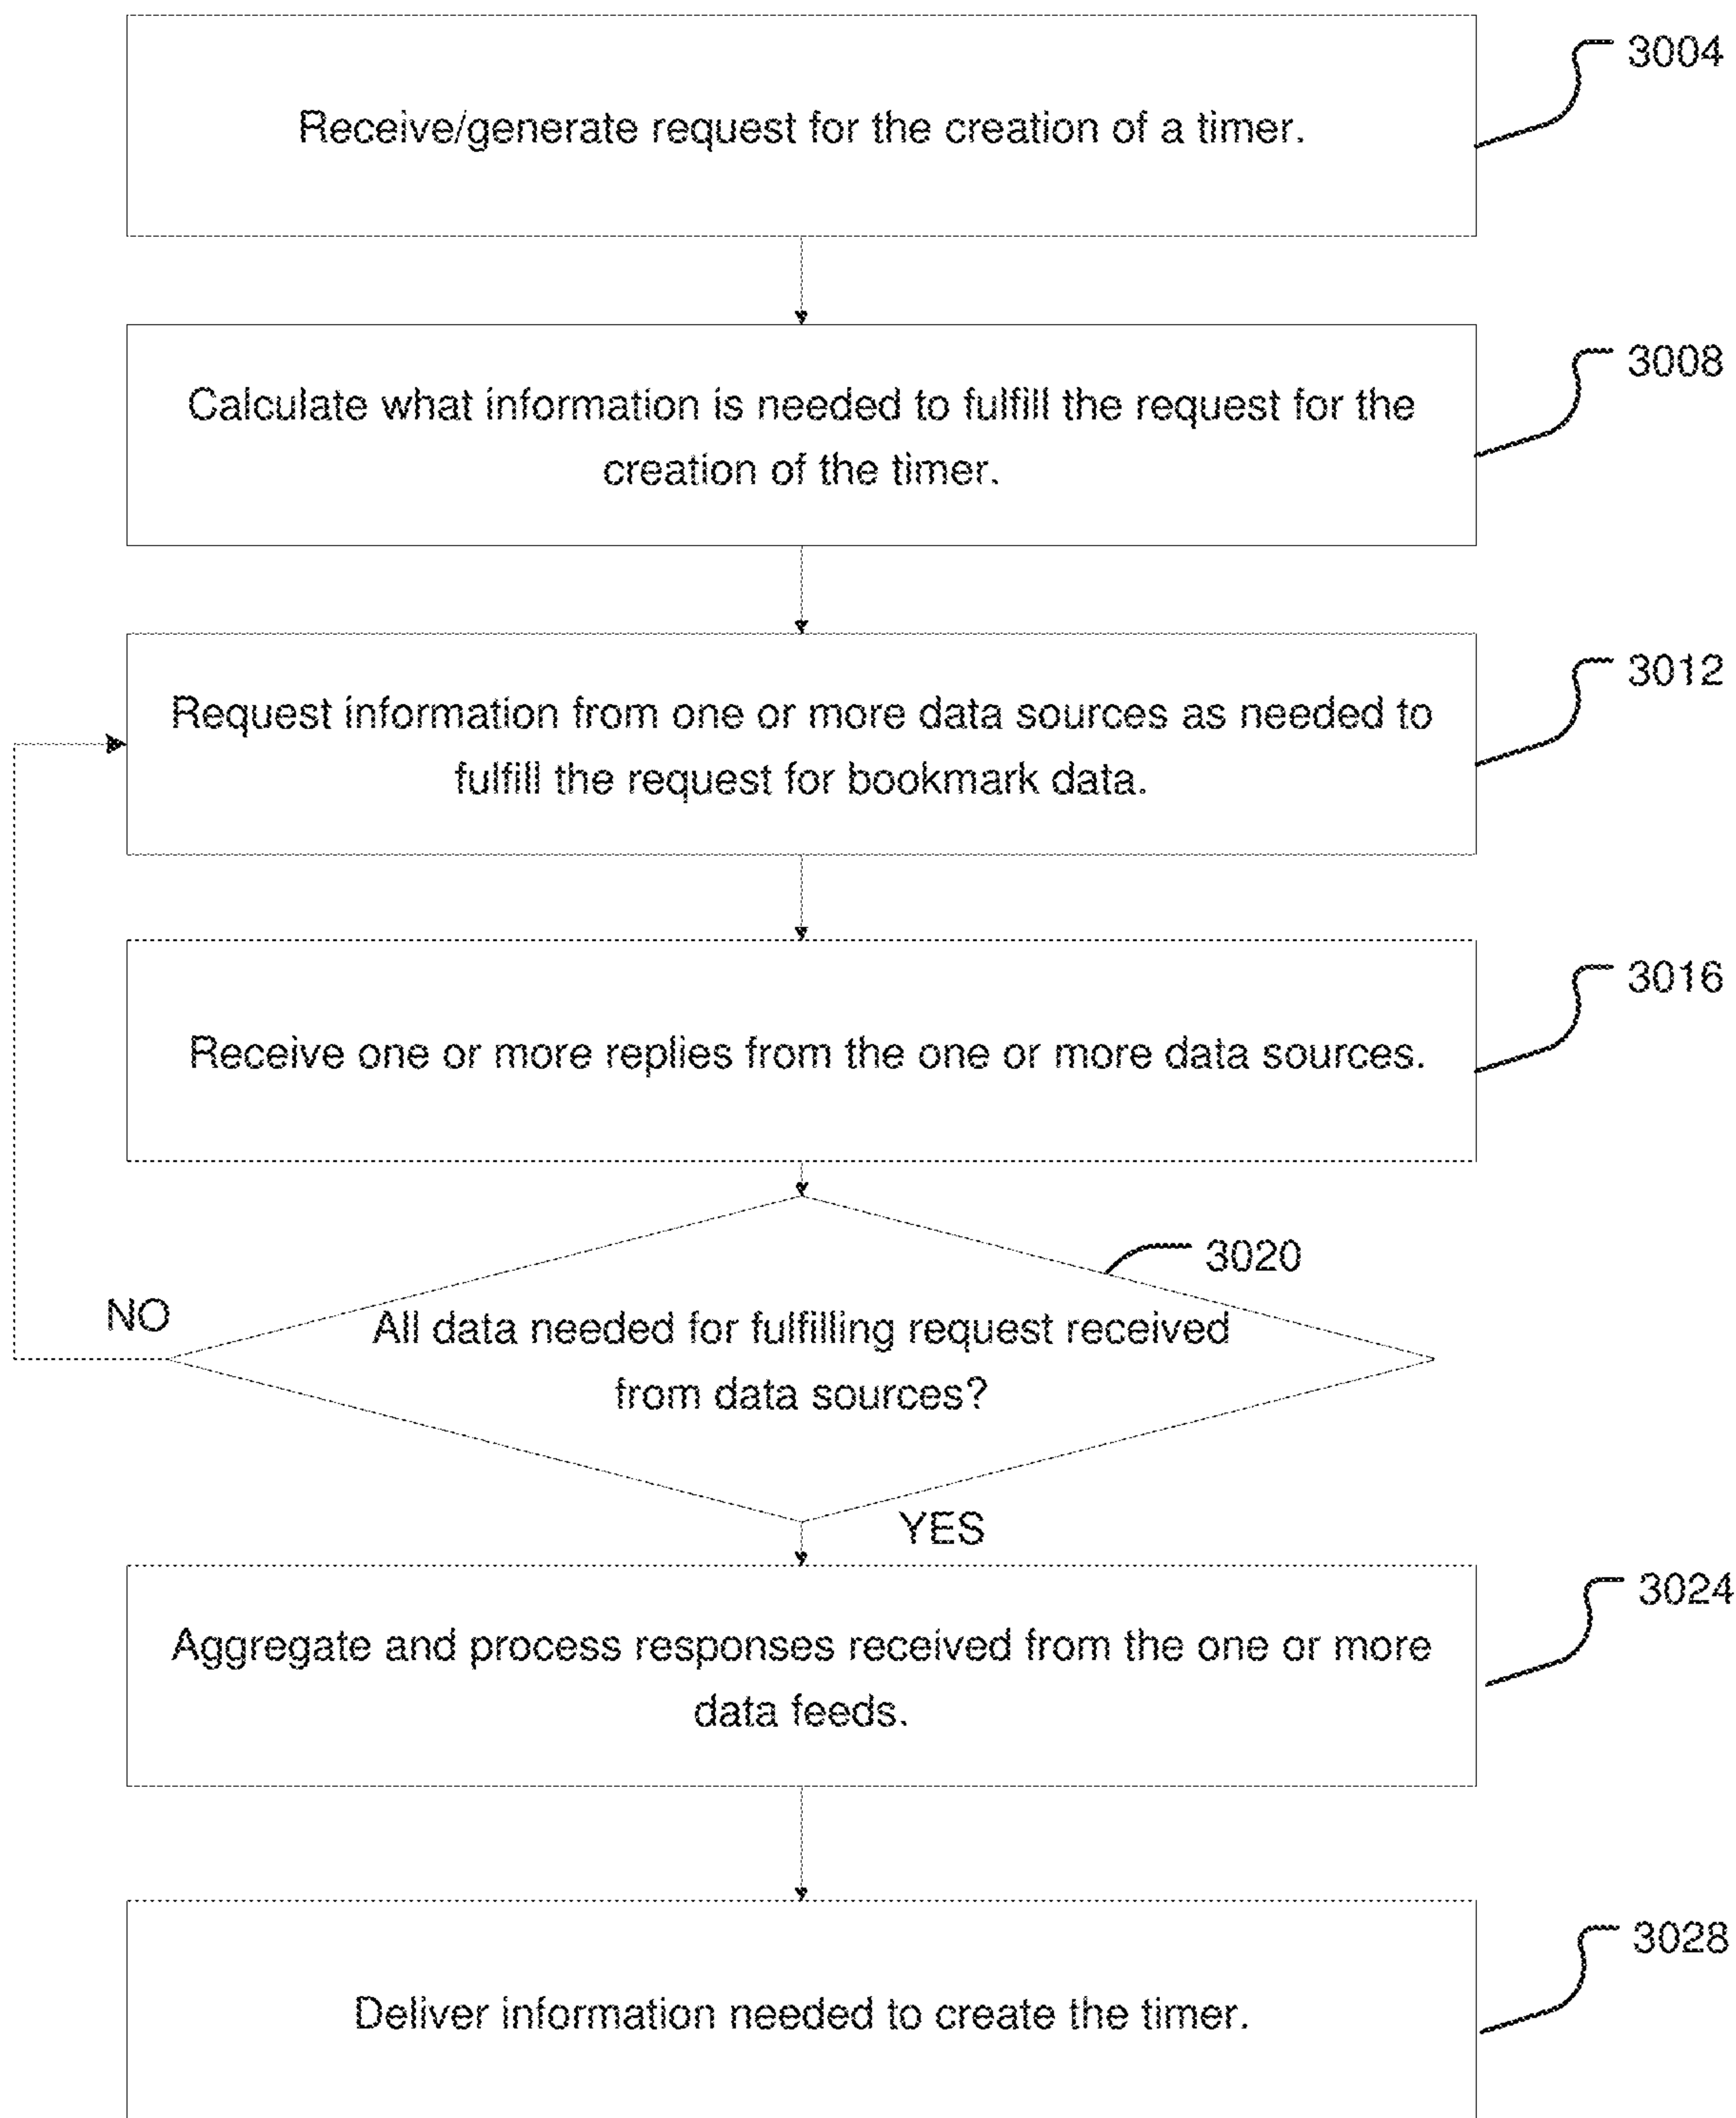 3004
Receive/generate request for the creation of a timer.
3008
Calculate what information is needed to fulfill the request for the
creation of the timer.
3012
Request information from one or more data sources as needed to
fulfill the request for bookmark data.
3016
Receive one or more replies from the one or more data sources.
3020
NO
All data needed for fulfilling request received
from data sources?
YES
3024
Aggregate and process responses received from the one or more
data feeds.
3028
Deliver information needed to create the timer.